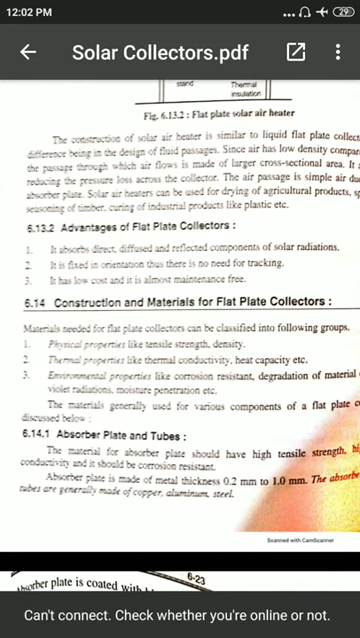 12:02 PM
29
Solar Collectors.pdf
stand
Thermal
insulation
Fig. 6.13.2 : Flat plate solar air heater
The construction of solar air heater is similar to liquid flat plate collect
difference being in the design of fluid passages. Since air has low density compar
the passage through which air flows is made of larger cross-sectional area. It
reducing the pressure loss across the collector. The air passage is simple air du
absorber plate. Solar air heaters can be used for drying of agricultural products, sp
seasoning of timber, curing of industrial products like plastic etc.
6.13.2 Advantages of Flat Plate Collectors :
1. It absorbs direct, diffused and reflected components of solar radiations.
2. It is fixed in orientation thus there is no need for tracking.
3. It has low cost and it is almost maintenance free.
6.14 Construction and Materials for Flat Plate Collectors :
Materials needed for flat plate collectors can be classified into following groups.
1. Physical properties like tensile strength, density.
2. Thermal properties like thermal conductivity, heat capacity etc.
3. Environmental properties like corrosion resistant, degradation of material
violet radiations, moisture penetration etc.
The materials generally used for various components of a flat plate c
discussed below :
6.14.1 Absorber Plate and Tubes :
The material for absorber plate should have high tensile strength, hi
conductivity and it should be corrosion resistant.
Absorber plate is made of metal thickness 0.2 mm to 1.0 mm. The absorbe
tubes are generally made of copper, aluminum, steel.
Scanned with CamScanner
6-23
absorber plate is coated with
Can't connect. Check whether you're online or not.